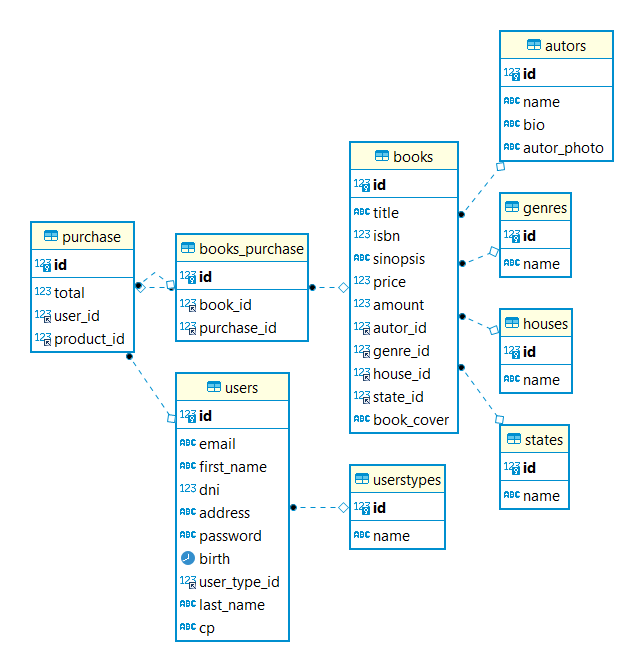 autors
123 id
ABC name
ABC bio
ABC autor_photo
books
123 id
ABC title
123 isbn
ABC sinopsis
123 price
123 amount
123 autor_id
123 genre_id
123 house_id
123 state_id
ABC book_cover
genres
123 id
ABC name
purchase
123 id
123 total
123 user_id
123 product_id
books_purchase
123 id
123 book_id
123 purchase_id
houses
123 id
ABC name
users
123 id
ABC email
ABC first_name
123 dni
ABC address
ABC password
birth
123 user_type_id
ABC last_name
ABC cp
states
123 id
ABC name
userstypes
123 id
ABC name